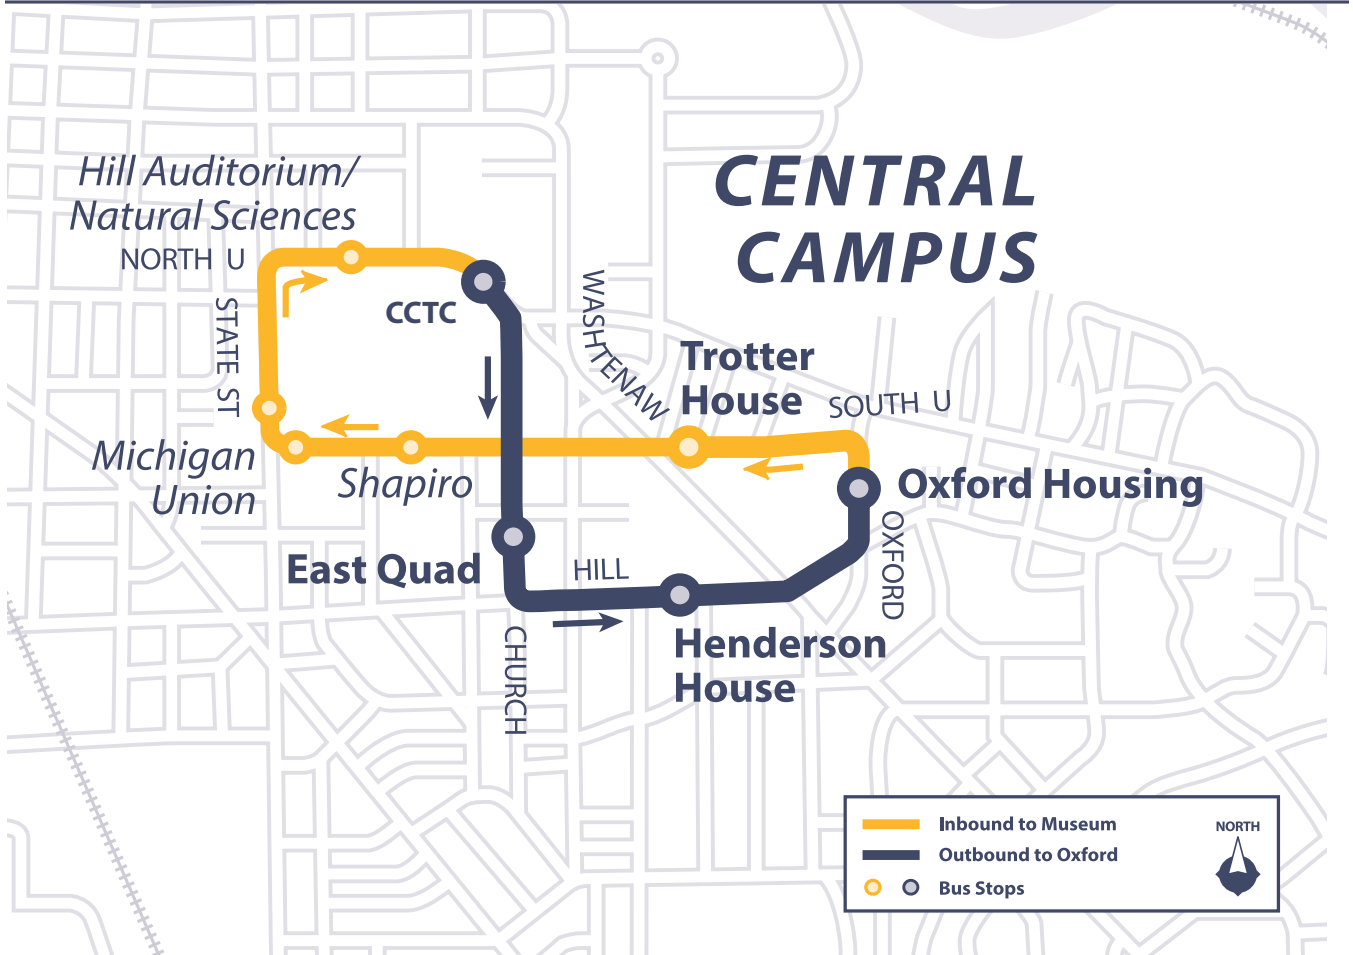 CENTRAL
CAMPUS
Hill Auditorium/
Natural Sciences
NORTH U
STATE ST
CCTC
WASHTENAW
Trotter
House
SOUTH U
Michigan
Union
Shapiro
Oxford Housing
OXFORD
East Quad
HILL
CHURCH
Henderson
House
Inbound to Museum
Outbound to Oxford
Bus Stops
NORTH